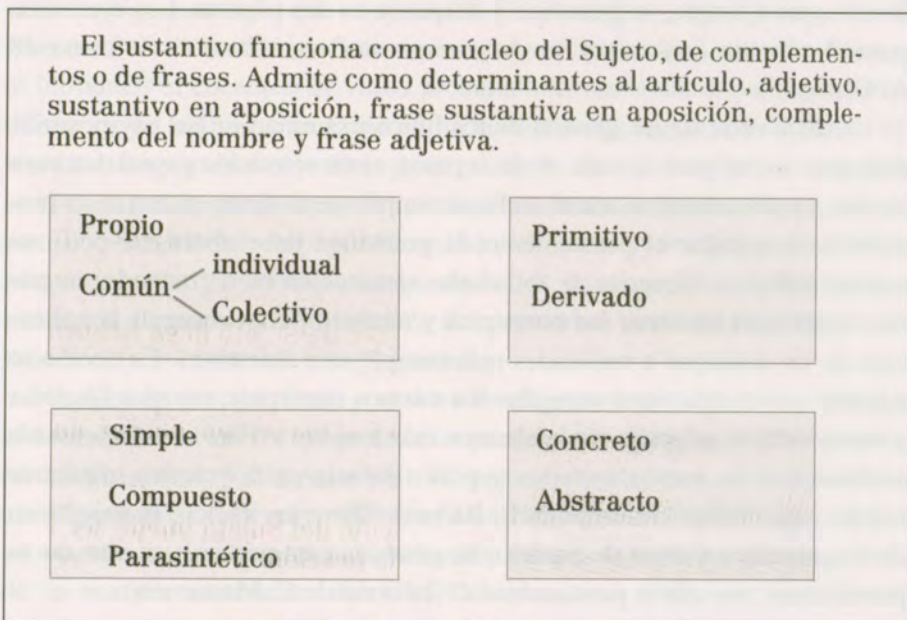 El sustantivo funciona como núcleo del Sujeto, de complemen-
tos o de frases. Admite como determinantes al artículo, adjetivo,
sustantivo en aposición, frase sustantiva en aposición, comple-
mento del nombre y frase adjetiva.
Propio
individual
Común
Colectivo
Primitivo
Derivado
Simple
Compuesto
Parasintético
Concreto
Abstracto